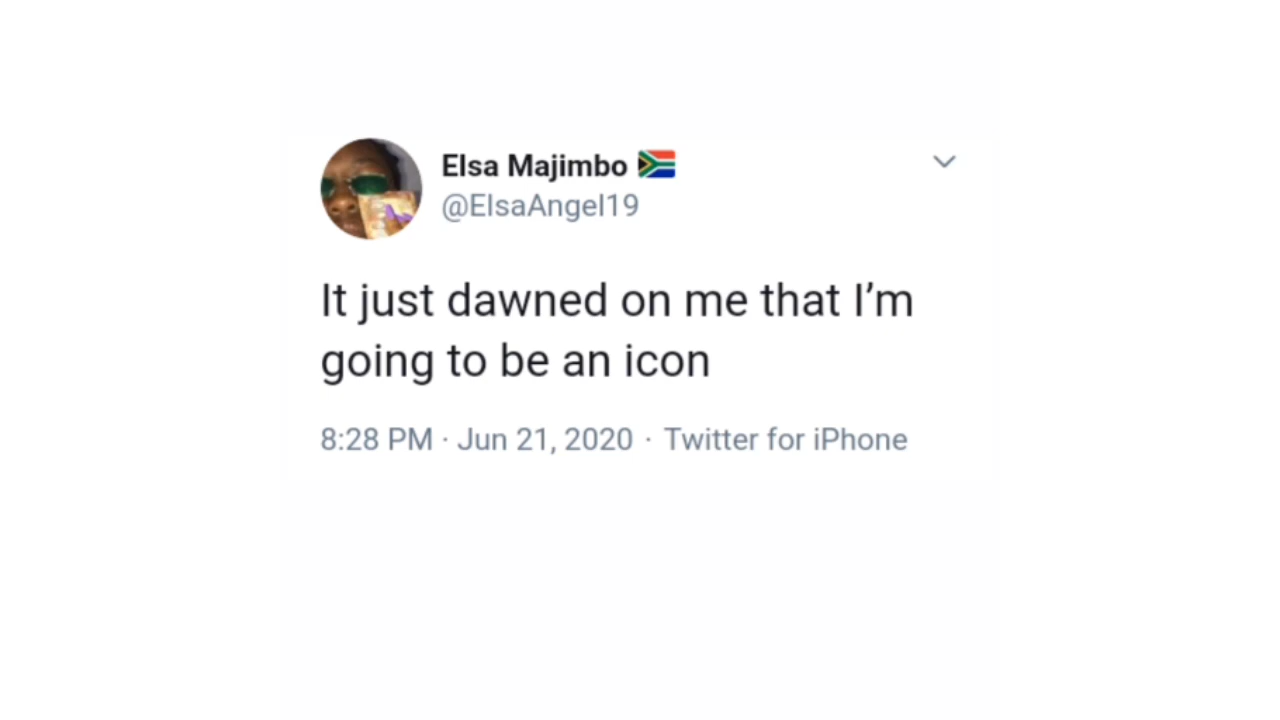 Elsa Majimbo 🇿🇦
@ElsaAngel19
It just dawned on me that I’m
going to be an icon
8:28 PM · Jun 21, 2020 · Twitter for iPhone